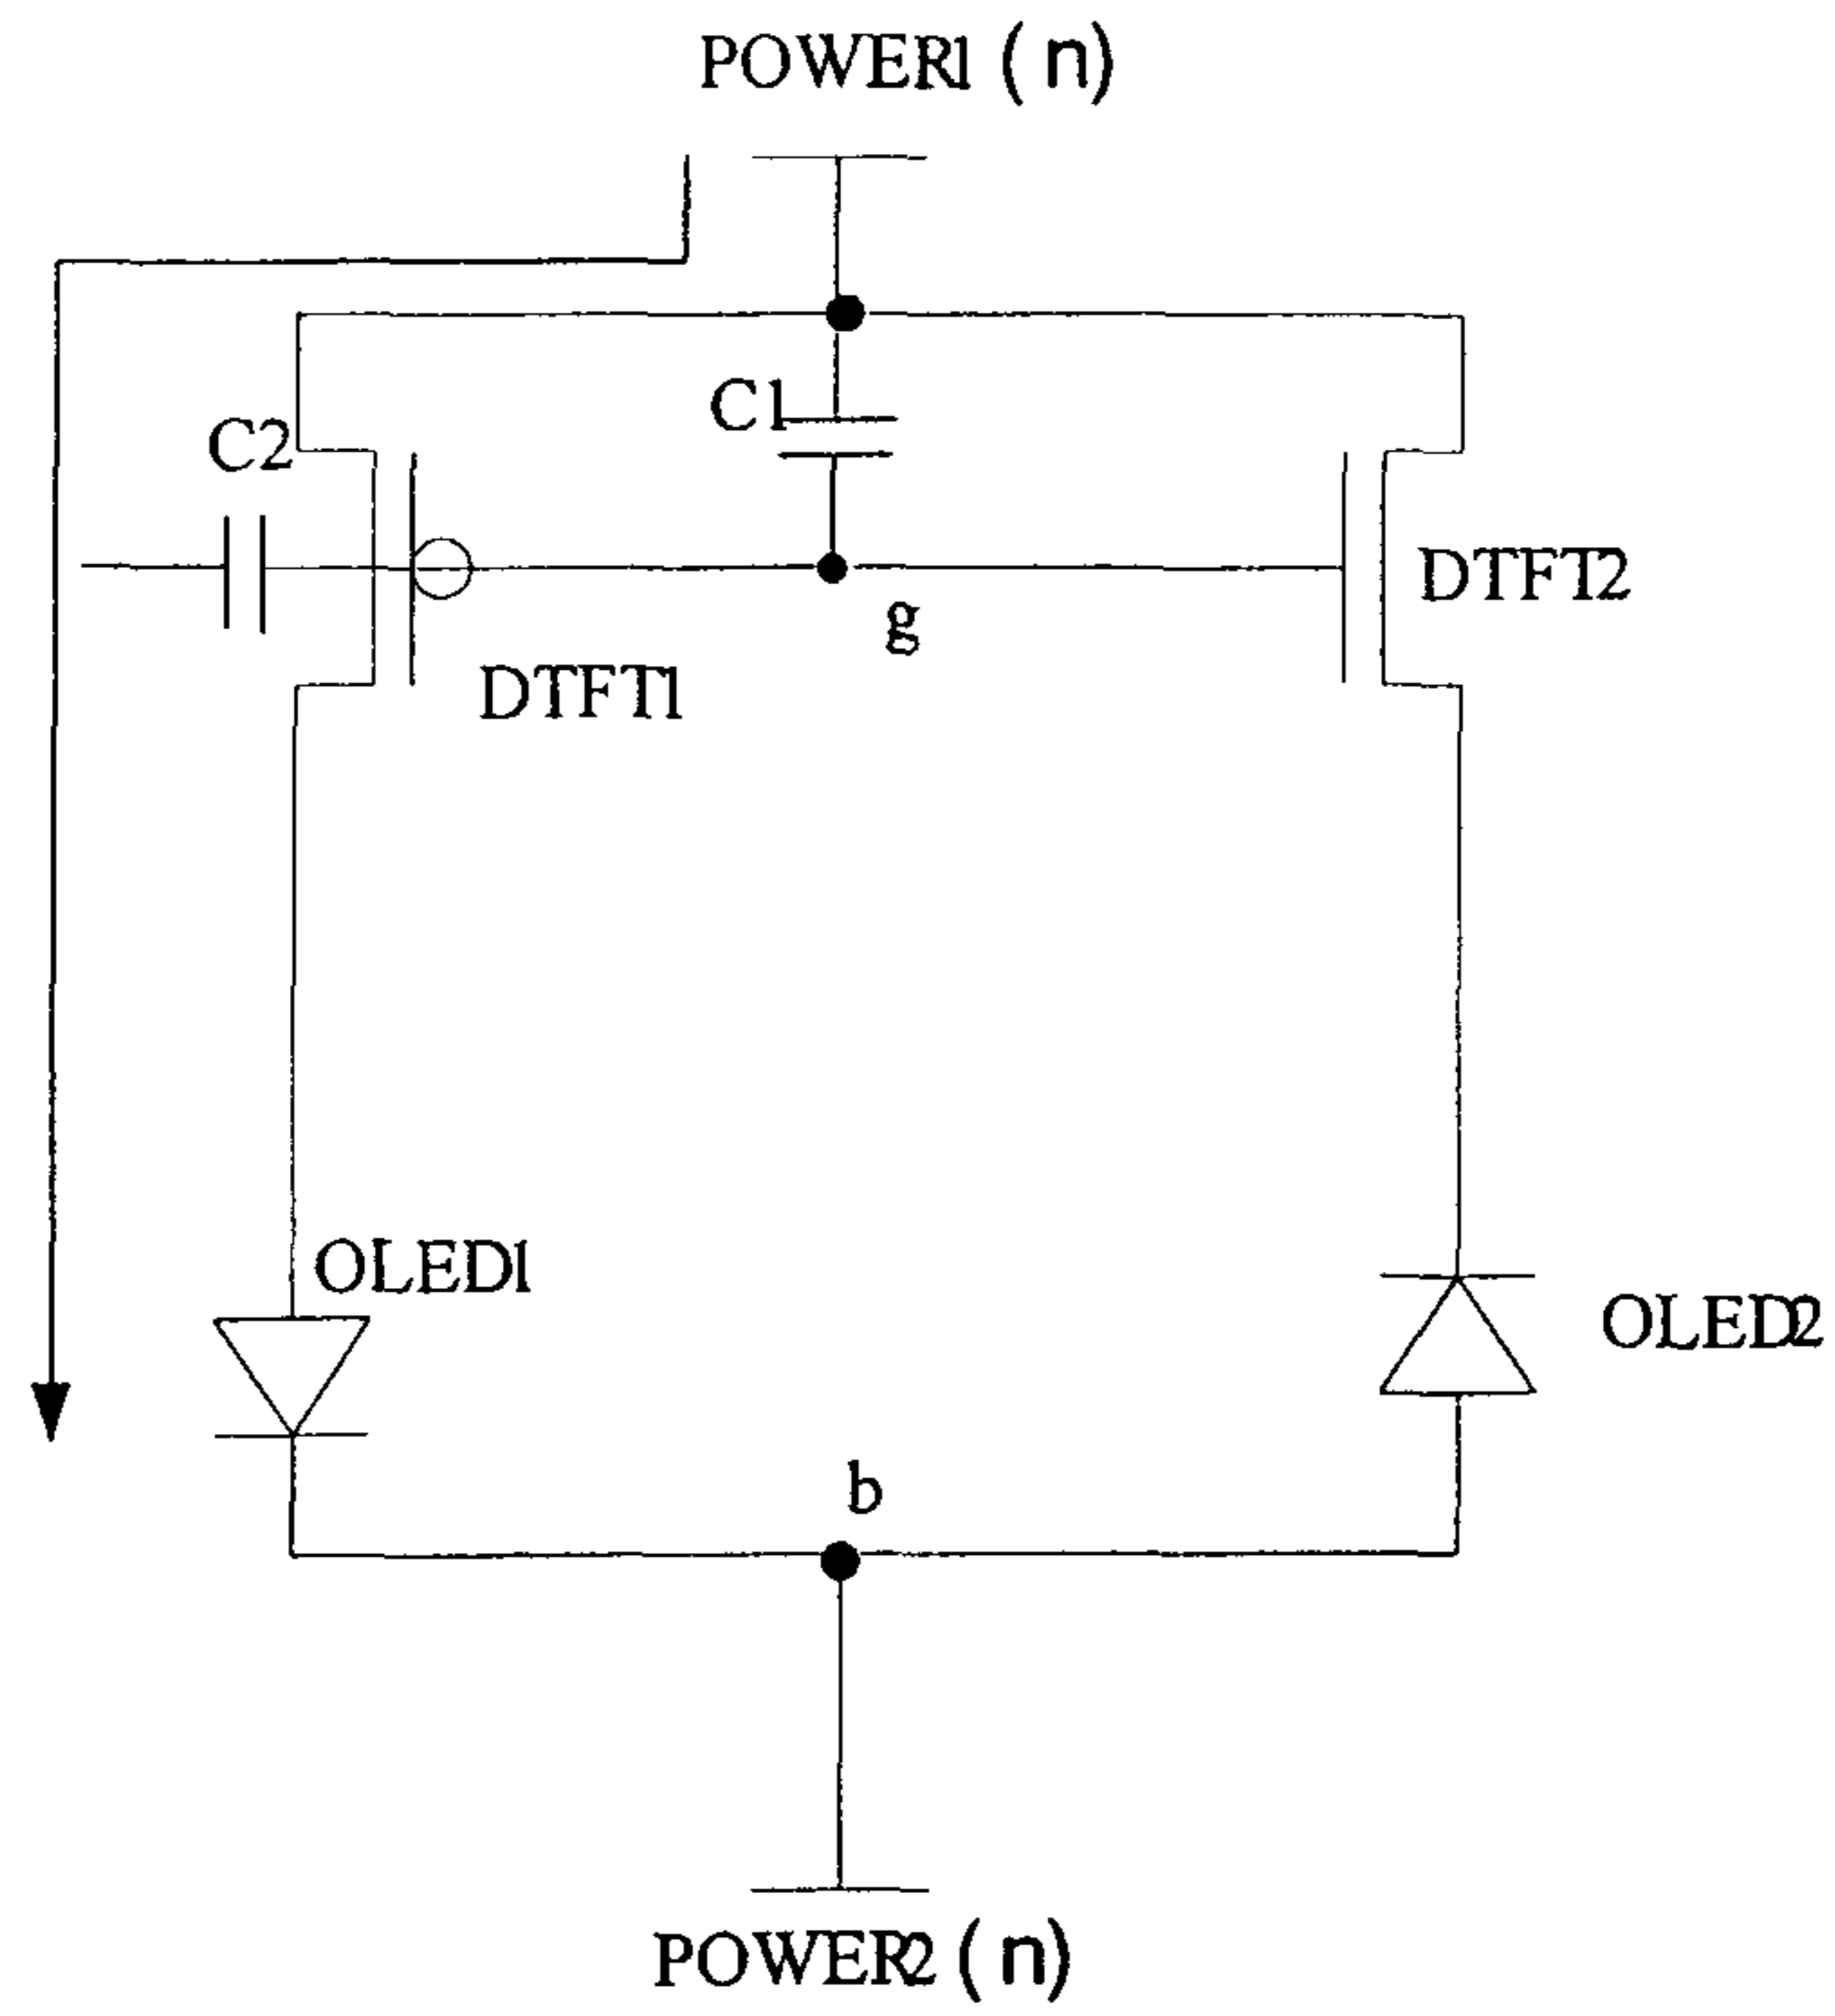 POWER1 (n)
C1
C2
DTFT2
g
DTFT1
OLED1
OLED2
b
POWER2 (n)